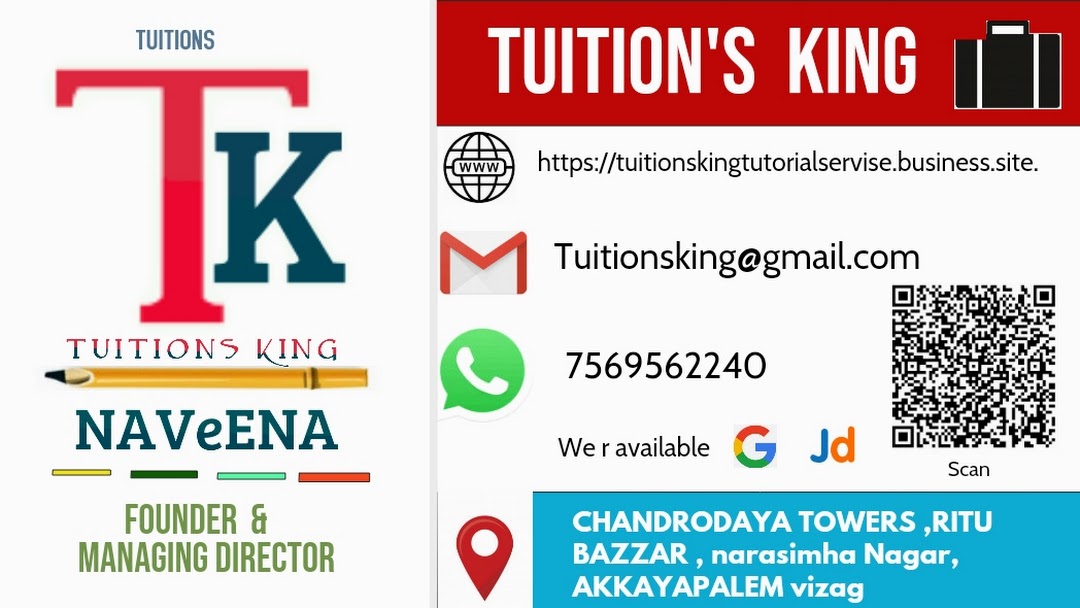 TUITIONS
TK
TUITIONS KING
NAVeENA
FOUNDER &
MANAGING DIRECTOR
TUITION'S KING
www
https://tuitionskingtutorialservise.business.site.
Tuitionsking@gmail.com
7569562240
We r available G Jd
Scan
CHANDRODAYA TOWERS ,RITU
BAZZAR , narasimha Nagar,
AKKAYAPALEM vizag